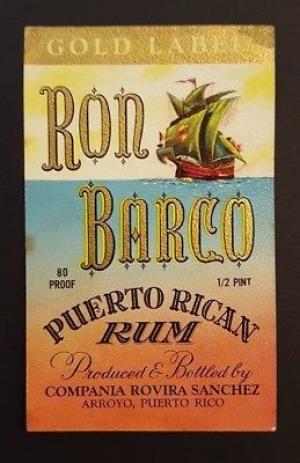 GOLD LABEL
RON
BARCO
80
PROOF
1/2 PINT
PUERTO RICAN
RUM
Produced & Bottled by
COMPANIA ROVIRA SANCHEZ
ARROYO, PUERTO RICO